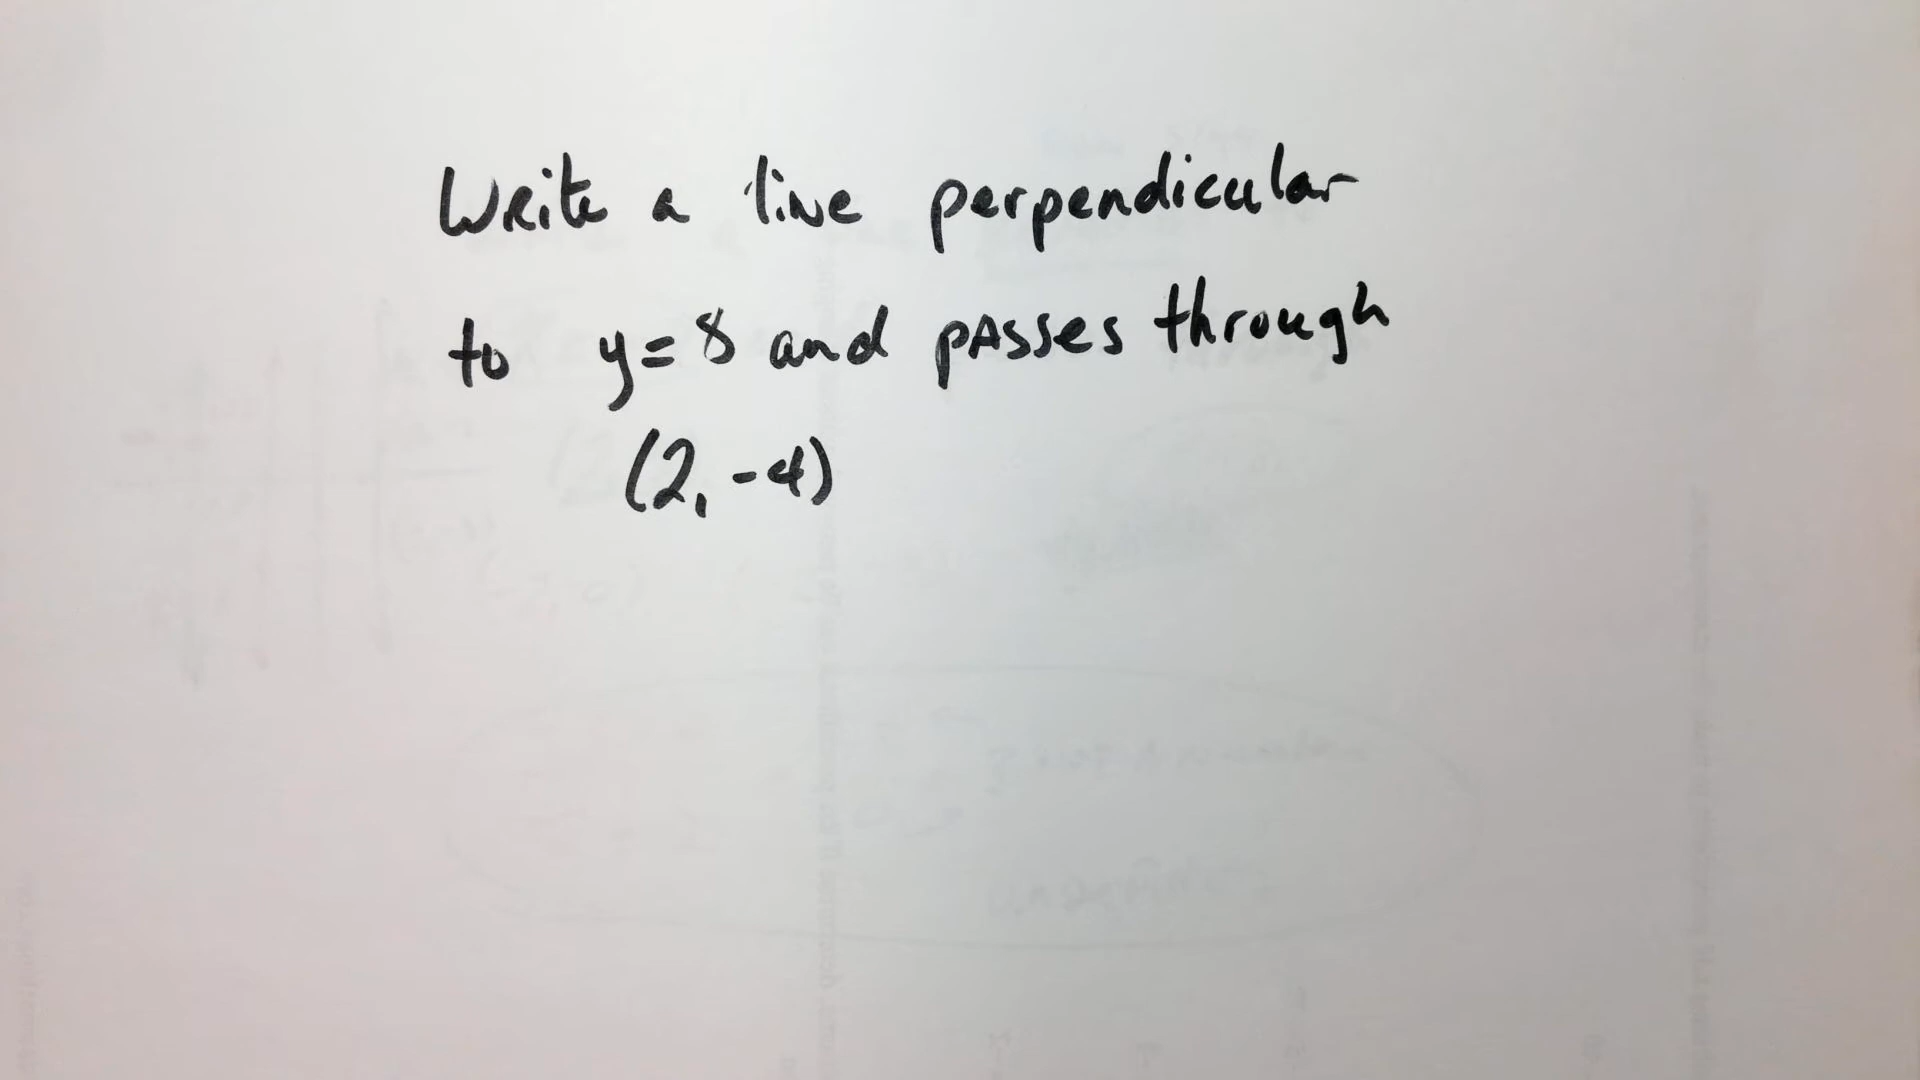 Write a line perpendicular
to y=8 and passes through
(2,-4)